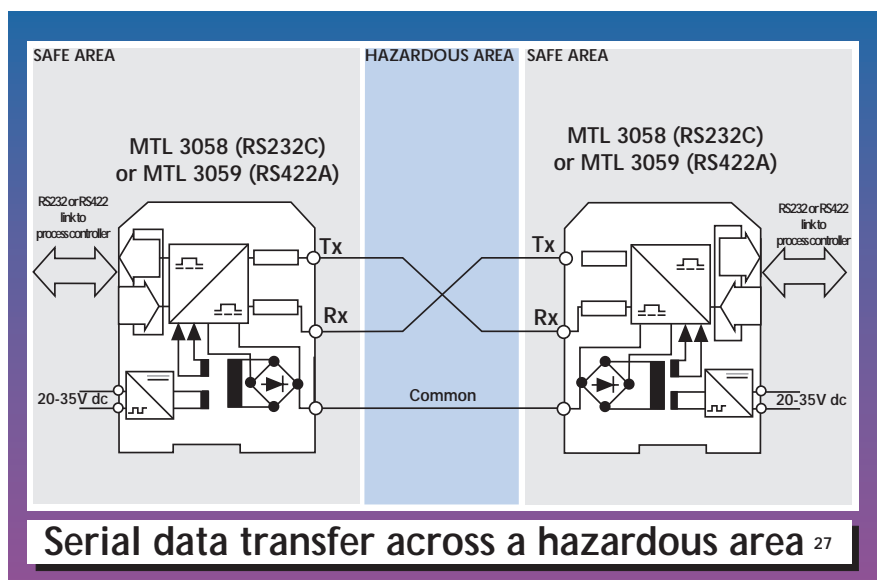 SAFE AREA
HAZARDOUS AREA
SAFE AREA
MTL 3058 (RS232C)
or MTL 3059 (RS422A)
MTL 3058 (RS232C)
or MTL 3059 (RS422A)
RS232 or RS422
link to
process controller
RS232 or RS422
link to
process controller
Tx
Tx
Rx
Rx
20-35V dc
Common
20-35V dc
Serial data transfer across a hazardous area 27